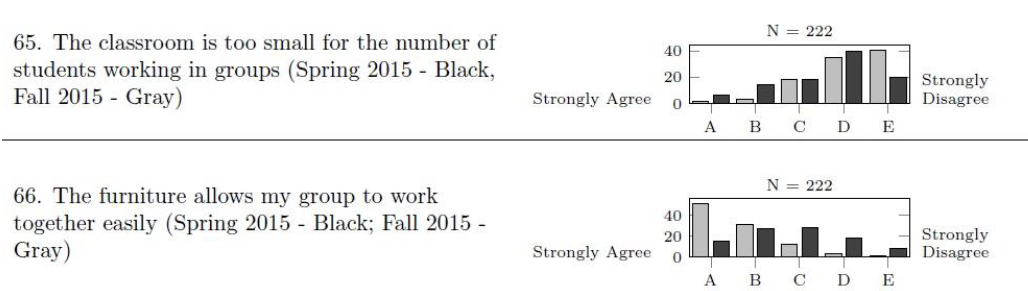 65. The classroom is too small for the number of
students working in groups (Spring 2015 - Black,
Fall 2015 - Gray)
N = 222
40
20
0
Strongly Agree
Strongly
Disagree
A B C D E
66. The furniture allows my group to work
together easily (Spring 2015 - Black; Fall 2015 -
Gray)
N = 222
40
20
0
Strongly Agree
Strongly
Disagree
A B C D E